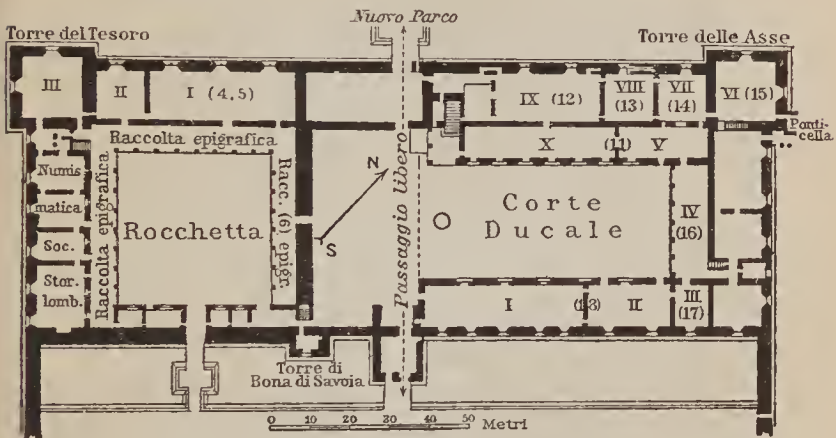 Nuovo Parco
Torre del Tesoro
Torre delle Asse
III
II
I (4,5)
IX (12)
VIII
(13)
VII
(14)
VI (15)
Ponti-
cella
Raccolta epigrafica
X
(11)
V
Numis
matica
Soc.
Stor.
lomb.
Raccolta epigrafica
Rocchetta
Racc. (6) epigr.
N
S
Passaggio libero
Corte
Ducale
IV
(16)
I
(18)
II
III
(17)
Torre di
Bona di Savoia
0 10 20 30 40 50 Metri